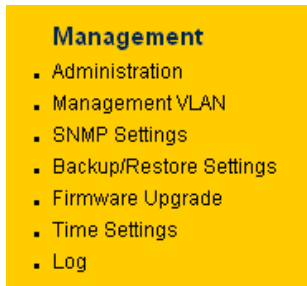 Management
Administration
Management VLAN
SNMP Settings
Backup/Restore Settings
Firmware Upgrade
Time Settings
Log